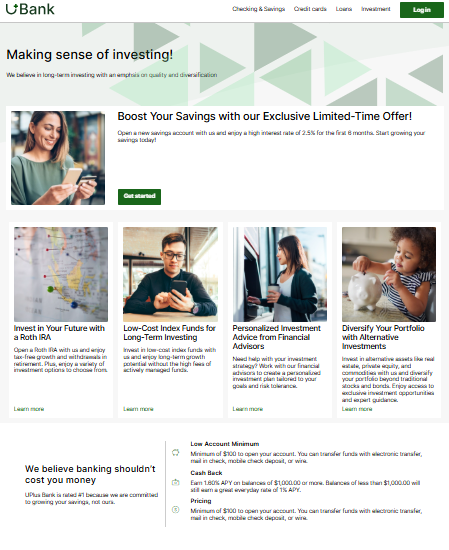 UPBank
Checking & Savings
Credit cards
Loans
Investment
Log in
Making sense of investing!
We believe in long-term investing with an emphsis on quality and diversification
Boost Your Savings with our Exclusive Limited-Time Offer!
Open a new savings account with us and enjoy a high interest rate of 2.5% for the first 6 months. Start growing your
savings today!
Get started
Invest in Your Future with
a Roth IRA
Open a Roth IRA with us and enjoy
tax-free growth and withdrawals in
retirement. Plus, enjoy a variety of
investment options to choose from.
Learn more
Low-Cost Index Funds for
Long-Term Investing
Invest in low-cost index funds with
us and enjoy long-term growth
potential without the high fees of
actively managed funds.
Learn more
Personalized Investment
Advice from Financial
Advisors
Need help with your investment
strategy? Work with our financial
advisors to create a personalized
investment plan tailored to your
goals and risk tolerance.
Learn more
Diversify Your Portfolio
with Alternative
Investments
Invest in alternative assets like real
estate, private equity, and
commodities with us and diversify
your portfolio beyond traditional
stocks and bonds. Enjoy access to
exclusive investment opportunities
and expert guidance.
Learn more
We believe banking shouldn't
cost you money
UPlus Bank is rated #1 because we are committed
to growing your savings, not ours.
Low Account Minimum
Minimum of $100 to open your account. You can transfer funds with electronic transfer,
mail in check, mobile check deposit, or wire.
Cash Back
Earn 1.60% APY on balances of $1,000.00 or more. Balances of less than $1,000.00 will
still earn a great everyday rate of 1% APY.
Pricing
Minimum of $100 to open your account. You can transfer funds with electronic transfer,
mail in check, mobile check deposit, or wire.